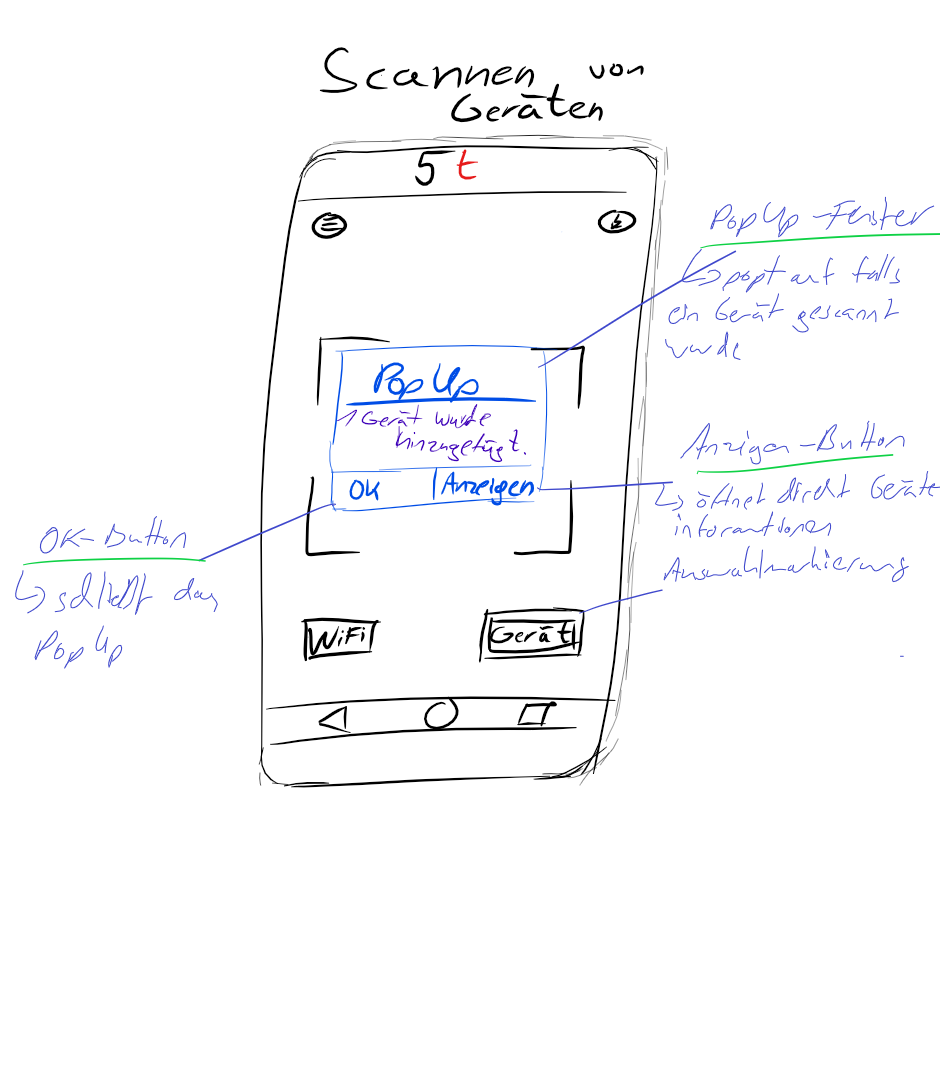 Scannen von
Geräten
5 t
PopUp-Fenster
↳ popt auf falls
ein Gerät gescannt
wurde
PopUp
1 Gerät wurde
hinzugefügt.
OK | Anzeigen
Anzeigen-Button
↳ öffnet direkt Geräte
informationen
Auswahlmarkierung
OK-Button
↳ schließt das
PopUp
WiFi
Gerät